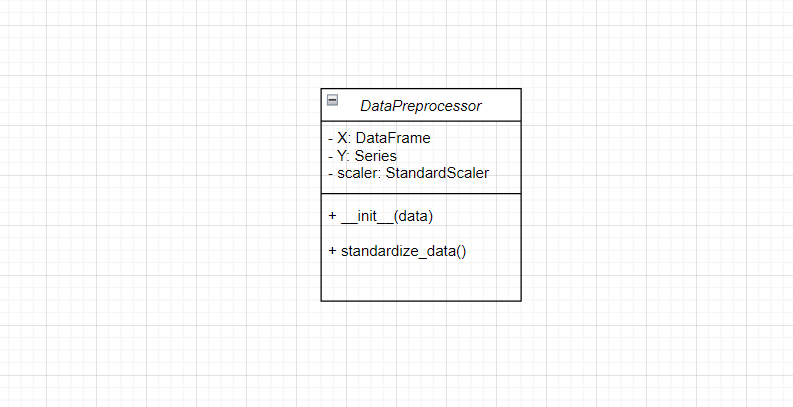 DataPreprocessor
- X: DataFrame
- Y: Series
- scaler: StandardScaler
+ __init__(data)
+ standardize_data()